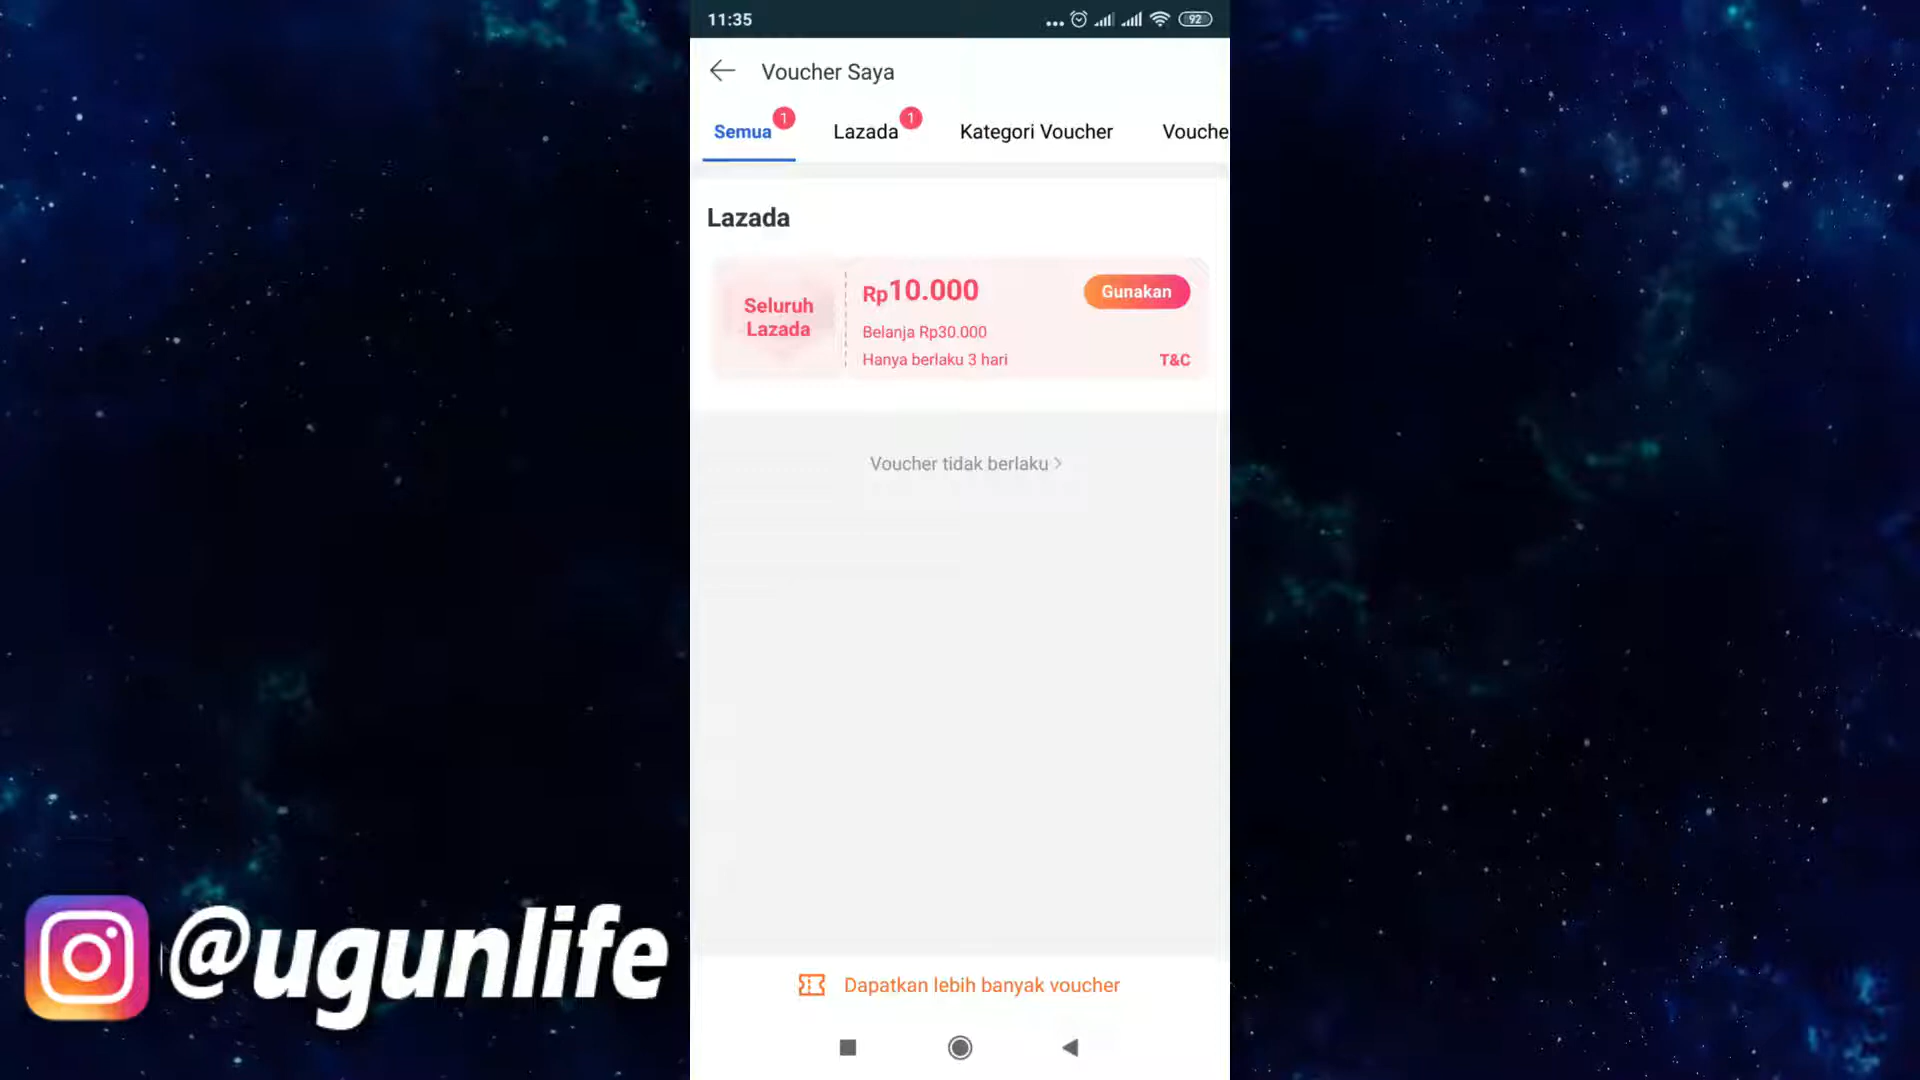 11:35
92
Voucher Saya
Semua 1
Lazada 1
Kategori Voucher
Vouche
Lazada
Seluruh
Lazada
Rp10.000
Gunakan
Belanja Rp30.000
Hanya berlaku 3 hari
T&C
Voucher tidak berlaku >
@ugunlife
Dapatkan lebih banyak voucher